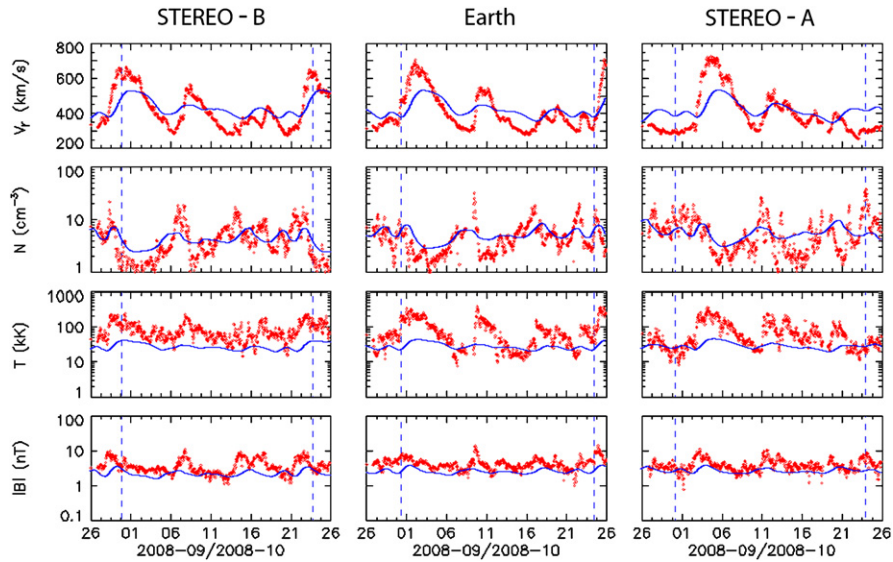 STEREO - B Earth STEREO - A
800
600
400
200
Vr (km/s)
100
10
1
N (cm⁻³)
1000
100
10
1
T (kK)
100
10
1
0.1
|B| (nT)
26 01 06 11 16 21 26 26 01 06 11 16 21 26 26 01 06 11 16 21 26
2008-09/2008-10 2008-09/2008-10 2008-09/2008-10